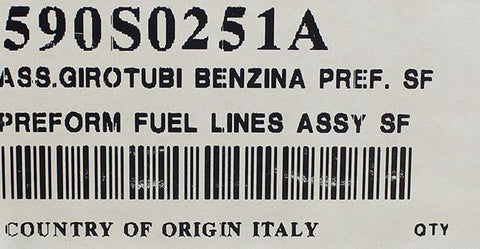 590S0251A
ASS.GIROTUBI BENZINA PREF. SF
PREFORM FUEL LINES ASSY SF
COUNTRY OF ORIGIN ITALY QTY